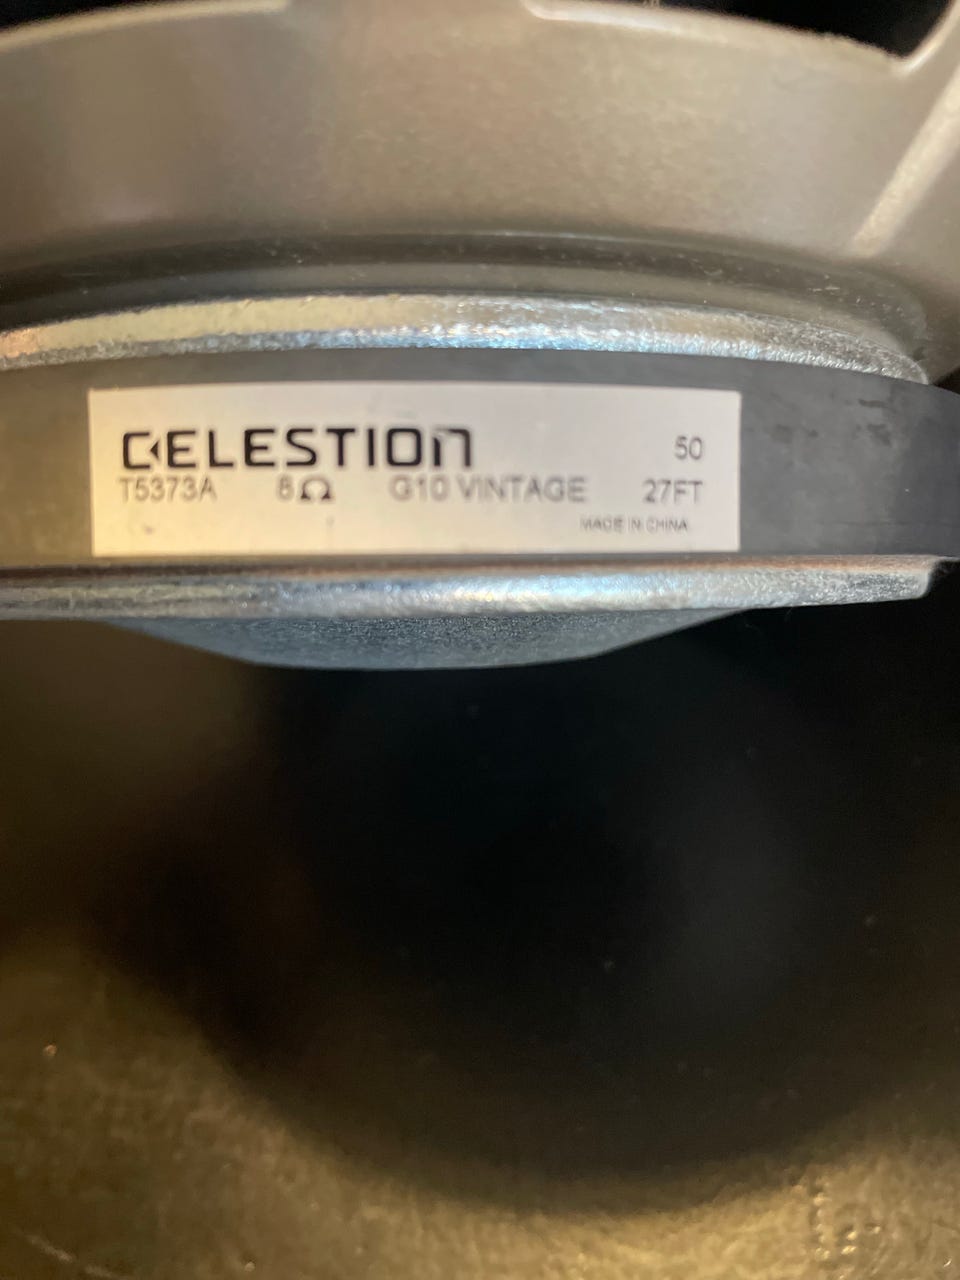 CELESTION 50
T5373A 8Ω G10 VINTAGE 27FT
MADE IN CHINA